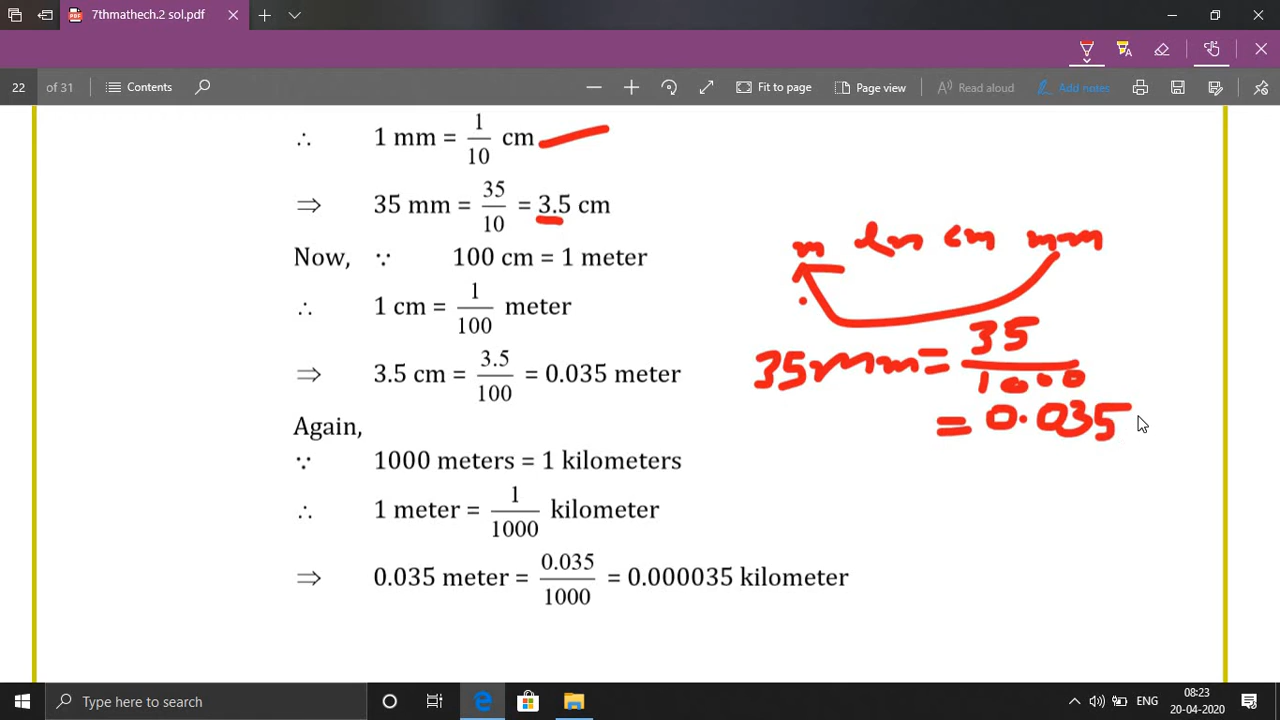 7thmathech.2 sol.pdf
22 of 31 Contents Fit to page Page view Read aloud Add notes
∴ 1 mm = 1/10 cm
⇒ 35 mm = 35/10 = 3.5 cm
Now, ∵ 100 cm = 1 meter
∴ 1 cm = 1/100 meter
⇒ 3.5 cm = 3.5/100 = 0.035 meter
Again,
∵ 1000 meters = 1 kilometers
∴ 1 meter = 1/1000 kilometer
⇒ 0.035 meter = 0.035/1000 = 0.000035 kilometer
m cm mm
35mm = 35/1000
= 0.035
Type here to search
ENG
08:23
20-04-2020